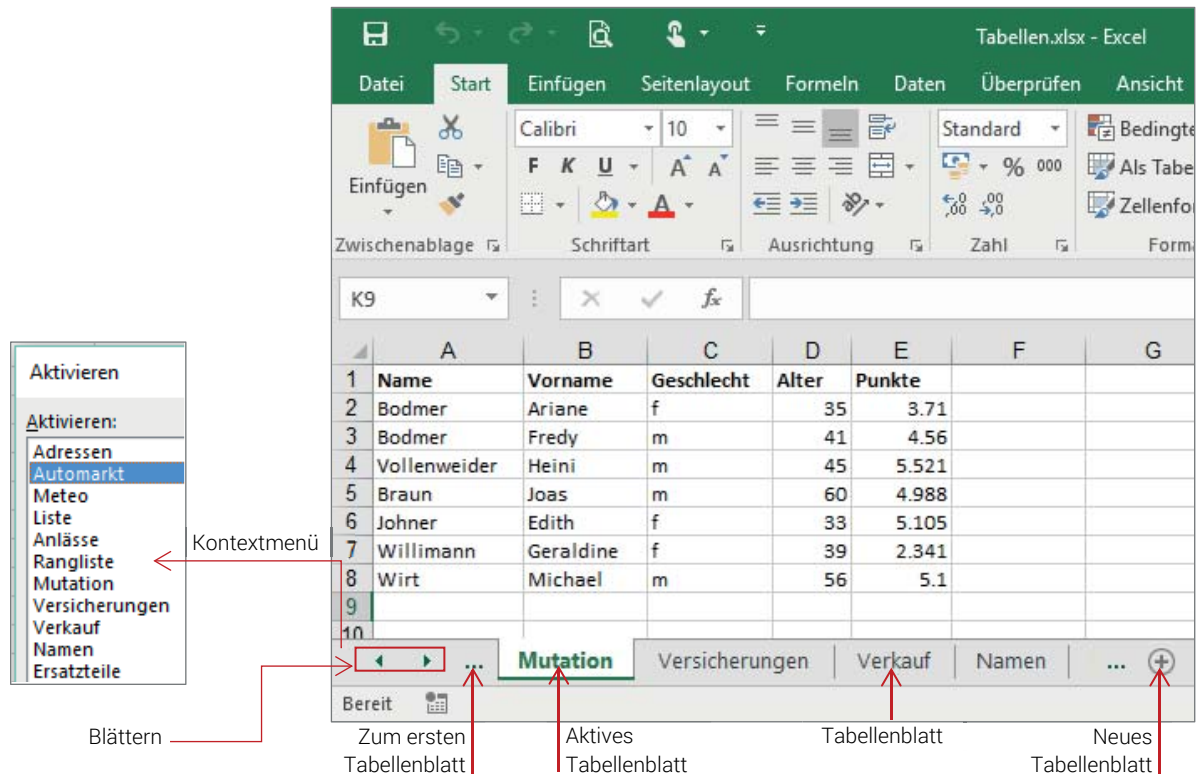 Tabellen.xlsx - Excel
Datei Start Einfügen Seitenlayout Formeln Daten Überprüfen Ansicht
Calibri 10 Standard Bedingte
F K U A A % 000 Als Tabe
Einfügen A Zellenfo
Zwischenablage Schriftart Ausrichtung Zahl Forma
K9 fx
A B C D E F G
1 Name Vorname Geschlecht Alter Punkte
2 Bodmer Ariane f 35 3.71
3 Bodmer Fredy m 41 4.56
4 Vollenweider Heini m 45 5.521
5 Braun Joas m 60 4.988
6 Johner Edith f 33 5.105
7 Willimann Geraldine f 39 2.341
8 Wirt Michael m 56 5.1
9
10
... Mutation Versicherungen Verkauf Namen ...
Bereit
Aktivieren
Aktivieren:
Adressen
Automarkt
Meteo
Liste
Anlässe
Rangliste
Mutation
Versicherungen
Verkauf
Namen
Ersatzteile
Kontextmenü
Blättern
Zum ersten
Tabellenblatt
Aktives
Tabellenblatt
Tabellenblatt
Neues
Tabellenblatt